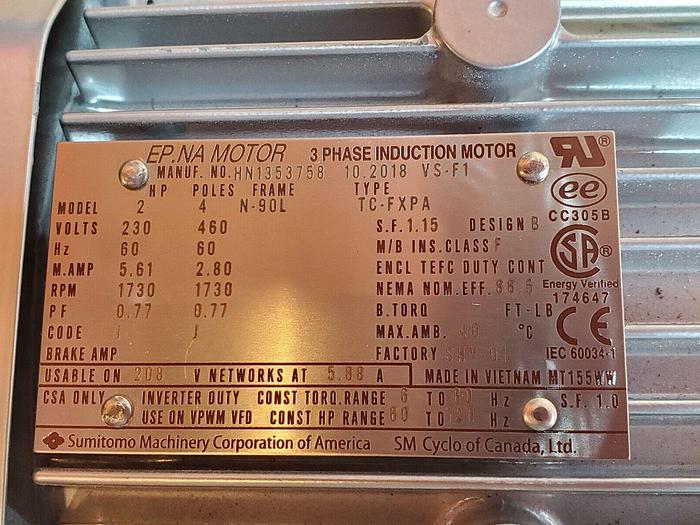 EP.NA MOTOR 3 PHASE INDUCTION MOTOR
MANUF. NO. HN1353758 10.2018 VS-F1
HP POLES FRAME TYPE
MODEL 2 4 N-90L TC-FXPA
VOLTS 230 460 S.F. 1.15 DESIGN B
Hz 60 60 M/B INS.CLASS F
M.AMP 5.61 2.80 ENCL TEFC DUTY CONT
RPM 1730 1730 NEMA NOM.EFF.
PF 0.77 0.77 B.TORQ FT-LB
CODE J J MAX.AMB. 40 °C
BRAKE AMP FACTORY
USABLE ON 208 V NETWORKS AT 5.88 A MADE IN VIETNAM MT155WW
CSA ONLY INVERTER DUTY CONST TORQ.RANGE 6 TO 60 Hz S.F. 1.0
USE ON VPWM VFD CONST HP RANGE 60 TO Hz
Sumitomo Machinery Corporation of America SM Cyclo of Canada, Ltd.
RU®
ee
CC305B
CSA®
Energy Verified
174647
CE
IEC 60034-1